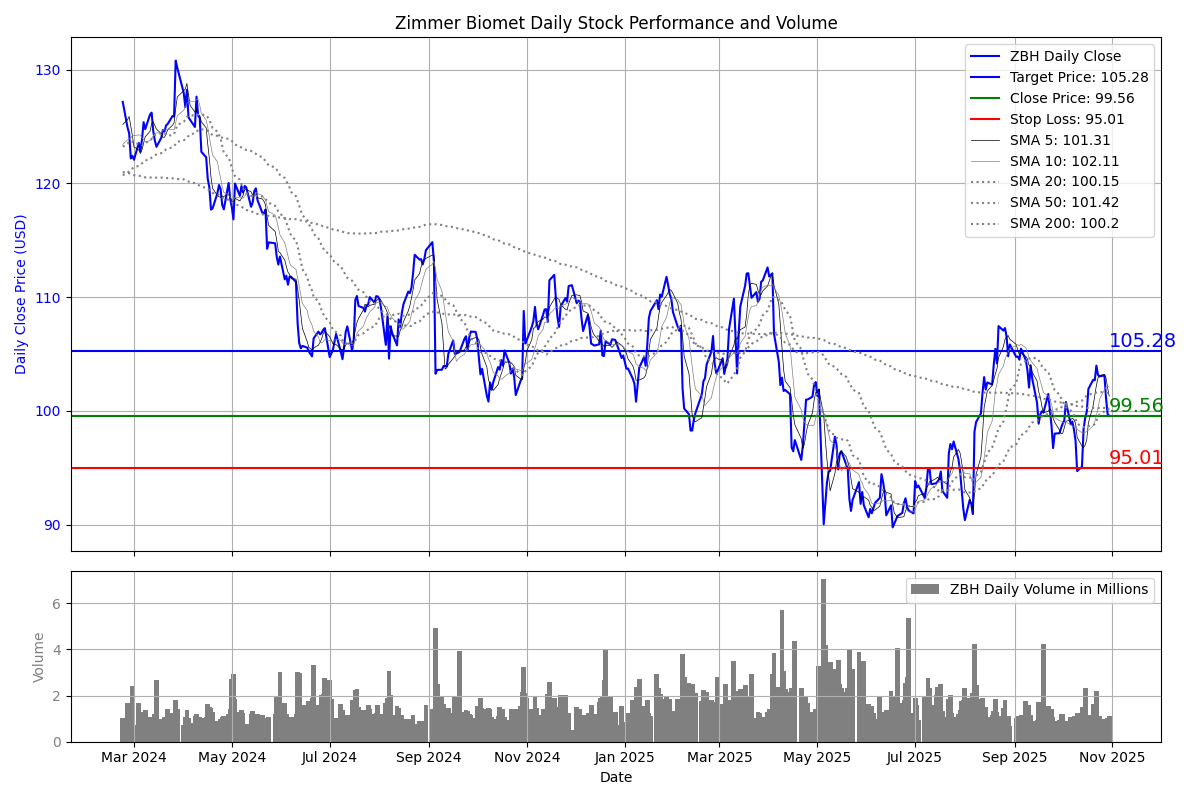 Zimmer Biomet Daily Stock Performance and Volume
Daily Close Price (USD)
130
120
110
100
90
ZBH Daily Close
Target Price: 105.28
Close Price: 99.56
Stop Loss: 95.01
SMA 5: 101.31
SMA 10: 102.11
SMA 20: 100.15
SMA 50: 101.42
SMA 200: 100.2
105.28
99.56
95.01
Volume
6
4
2
0
ZBH Daily Volume in Millions
Mar 2024 May 2024 Jul 2024 Sep 2024 Nov 2024 Jan 2025 Mar 2025 May 2025 Jul 2025 Sep 2025 Nov 2025
Date